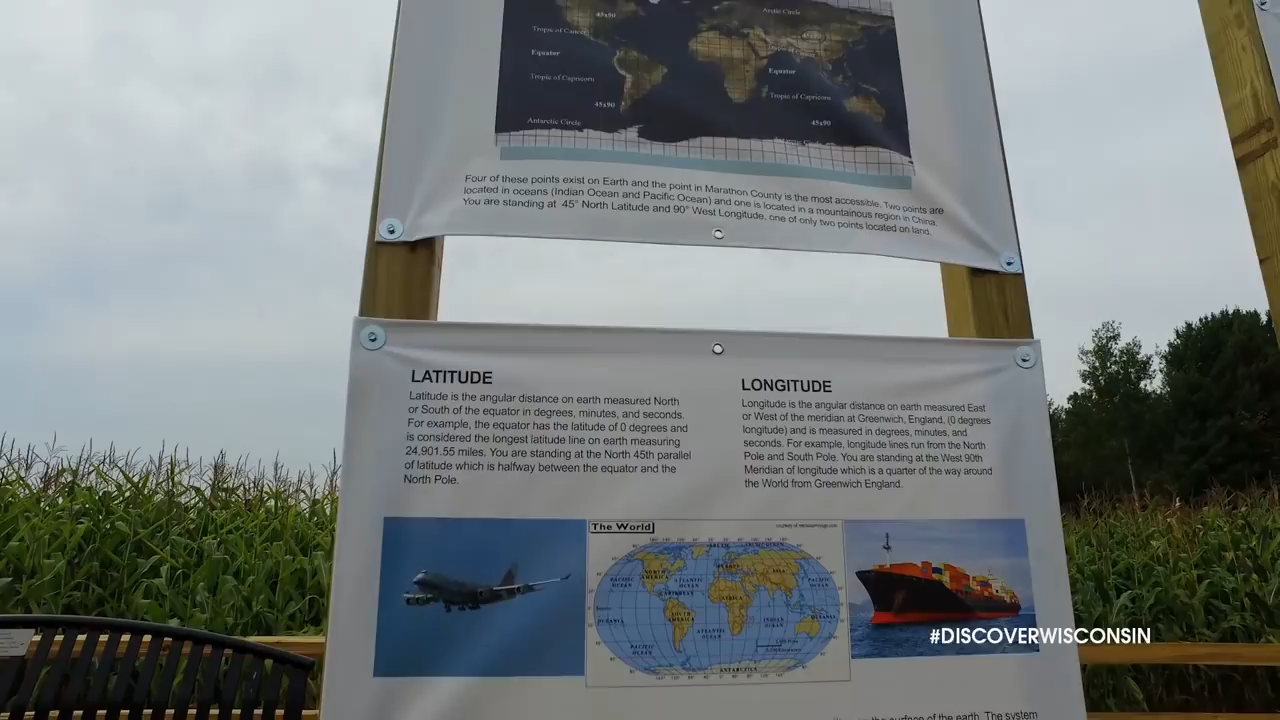 45x90
Arctic Circle
Tropic of Cancer
Equator
Equator
Tropic of Capricorn
Tropic of Capricorn
45x90
45x90
Antarctic Circle
Four of these points exist on Earth and the point in Marathon County is the most accessible. Two points are
located in oceans (Indian Ocean and Pacific Ocean) and one is located in a mountainous region in China.
You are standing at 45° North Latitude and 90° West Longitude, one of only two points located on land.
LATITUDE
Latitude is the angular distance on earth measured North
or South of the equator in degrees, minutes, and seconds.
For example, the equator has the latitude of 0 degrees and
is considered the longest latitude line on earth measuring
24,901.55 miles. You are standing at the North 45th parallel
of latitude which is halfway between the equator and the
North Pole.
LONGITUDE
Longitude is the angular distance on earth measured East
or West of the meridian at Greenwich, England, (0 degrees
longitude) and is measured in degrees, minutes, and
seconds. For example, longitude lines run from the North
Pole and South Pole. You are standing at the West 90th
Meridian of longitude which is a quarter of the way around
the World from Greenwich England.
The World
NORTH
AMERICA
ATLANTIC
OCEAN
EUROPE
ASIA
PACIFIC
OCEAN
PACIFIC
OCEAN
CARIBBEAN
AFRICA
SOUTH
AMERICA
OCEANIA
INDIAN
OCEAN
OCEANIA
ATLANTIC
OCEAN
PACIFIC
OCEAN
ANTARCTICA
#DISCOVERWISCONSIN
the surface of the earth. The system